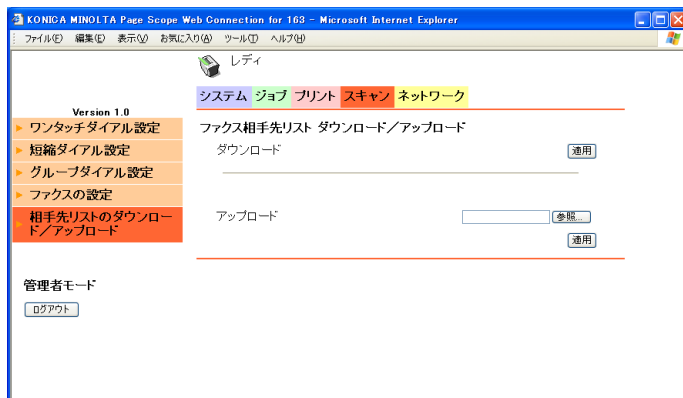 KONICA MINOLTA Page Scope Web Connection for 163 - Microsoft Internet Explorer
ファイル(F) 編集(E) 表示(V) お気に入り(A) ツール(T) ヘルプ(H)
レディ
システム ジョブ プリント スキャン ネットワーク
Version 1.0
ワンタッチダイアル設定
短縮ダイアル設定
グループダイアル設定
ファクスの設定
相手先リストのダウンロー
ド／アップロード
ファクス相手先リスト ダウンロード／アップロード
ダウンロード 適用
アップロード 参照...
適用
管理者モード
ログアウト